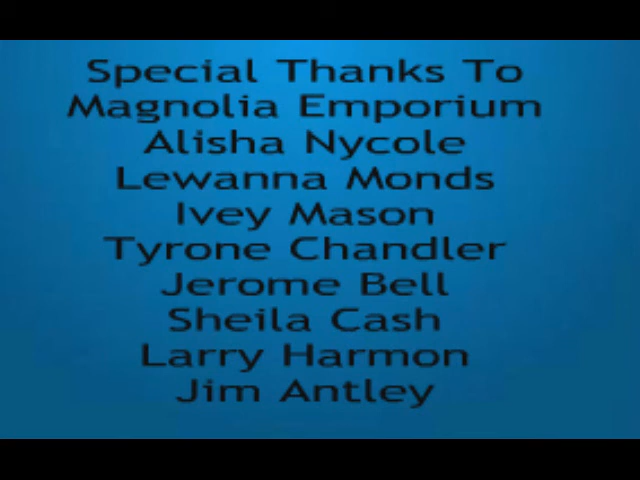 Special Thanks To
Magnolia Emporium
Alisha Nycole
Lewanna Monds
Ivey Mason
Tyrone Chandler
Jerome Bell
Sheila Cash
Larry Harmon
Jim Antley